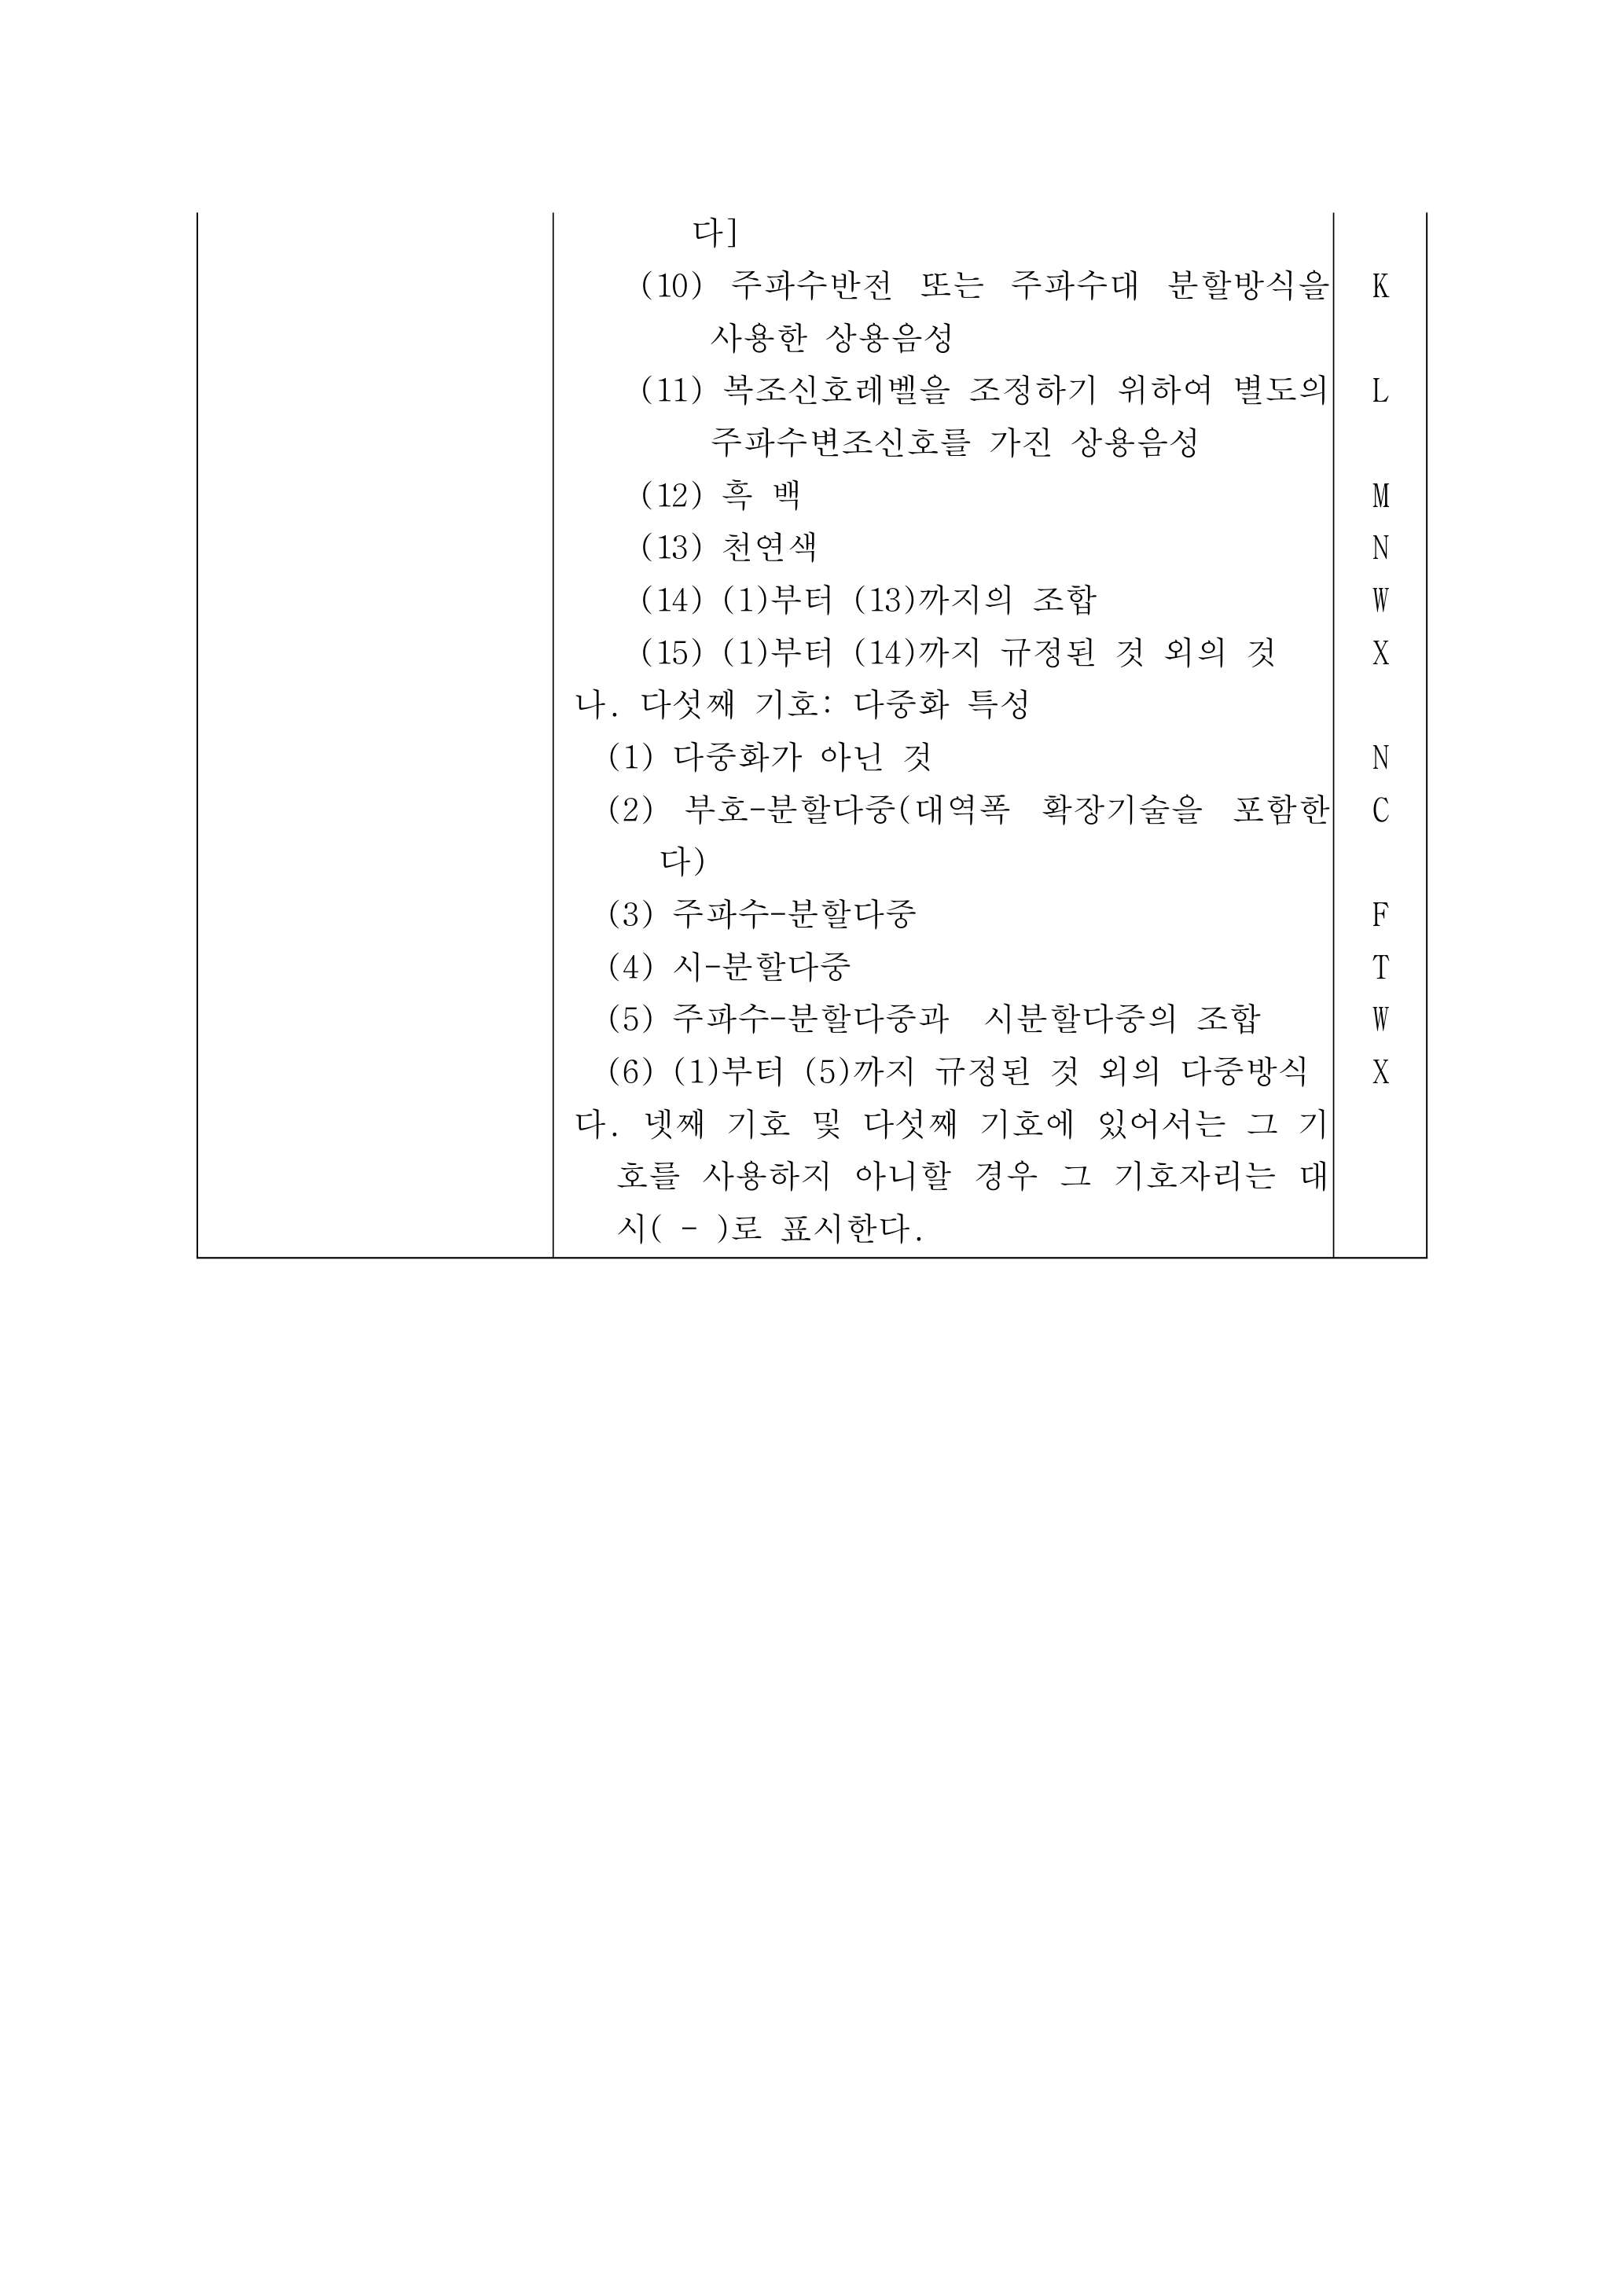 다]
(10) 주파수반전 또는 주파수대 분할방식을 K
사용한 상용음성
(11) 복조신호레벨을 조정하기 위하여 별도의 L
주파수변조신호를 가진 상용음성
(12) 흑 백 M
(13) 천연색 N
(14) (1)부터 (13)까지의 조합 W
(15) (1)부터 (14)까지 규정된 것 외의 것 X
나. 다섯째 기호: 다중화 특성
(1) 다중화가 아닌 것 N
(2) 부호-분할다중(대역폭 확장기술을 포함한 C
다)
(3) 주파수-분할다중 F
(4) 시-분할다중 T
(5) 주파수-분할다중과 시분할다중의 조합 W
(6) (1)부터 (5)까지 규정된 것 외의 다중방식 X
다. 넷째 기호 및 다섯째 기호에 있어서는 그 기
호를 사용하지 아니할 경우 그 기호자리는 대
시( - )로 표시한다.